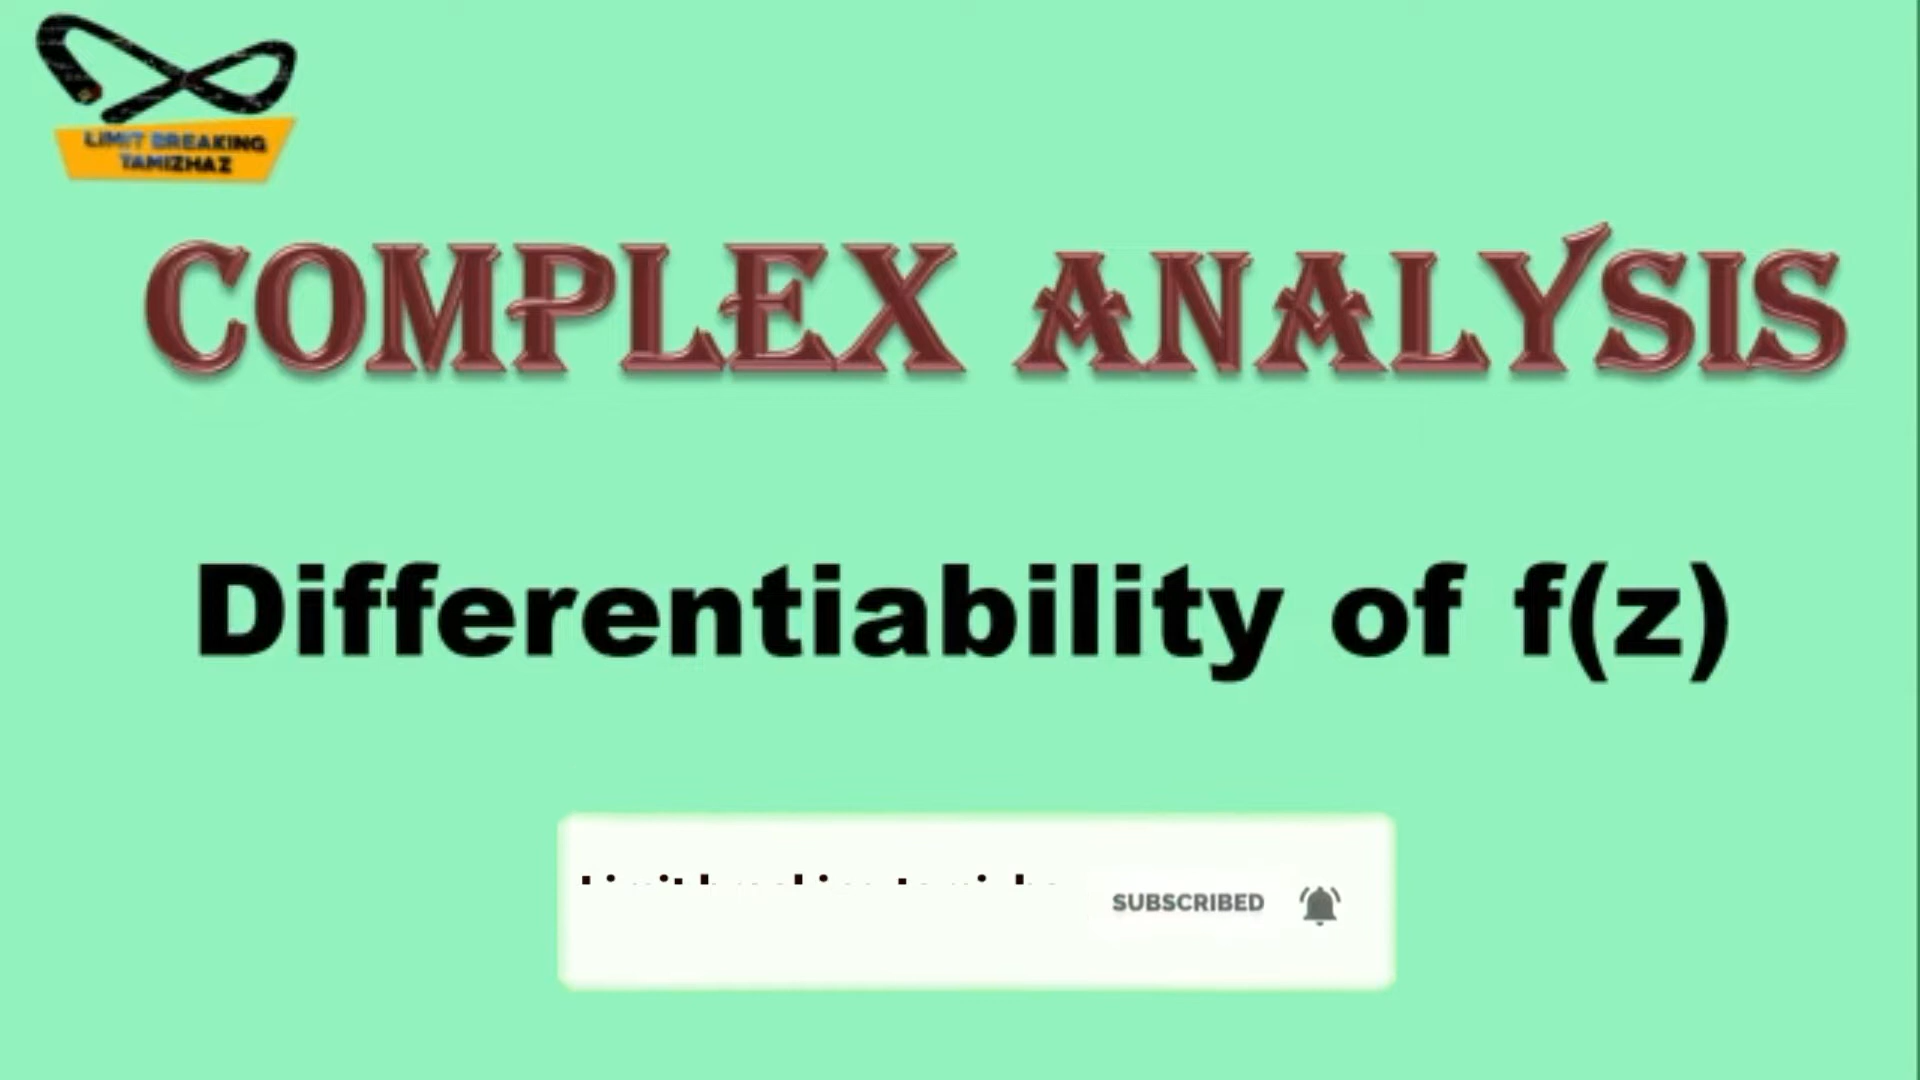 LIMIT BREAKING
TAMIZHAZ
COMPLEX ANALYSIS
Differentiability of f(z)
SUBSCRIBED